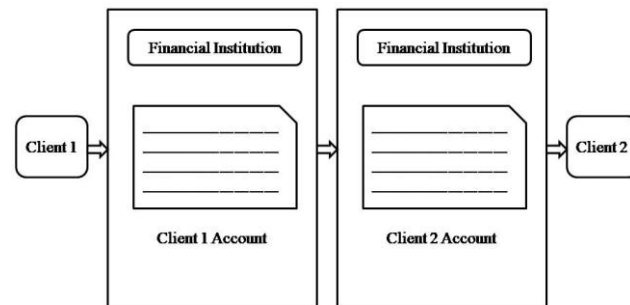 Financial Institution
Financial Institution
Client 1
Client 2
Client 1 Account
Client 2 Account